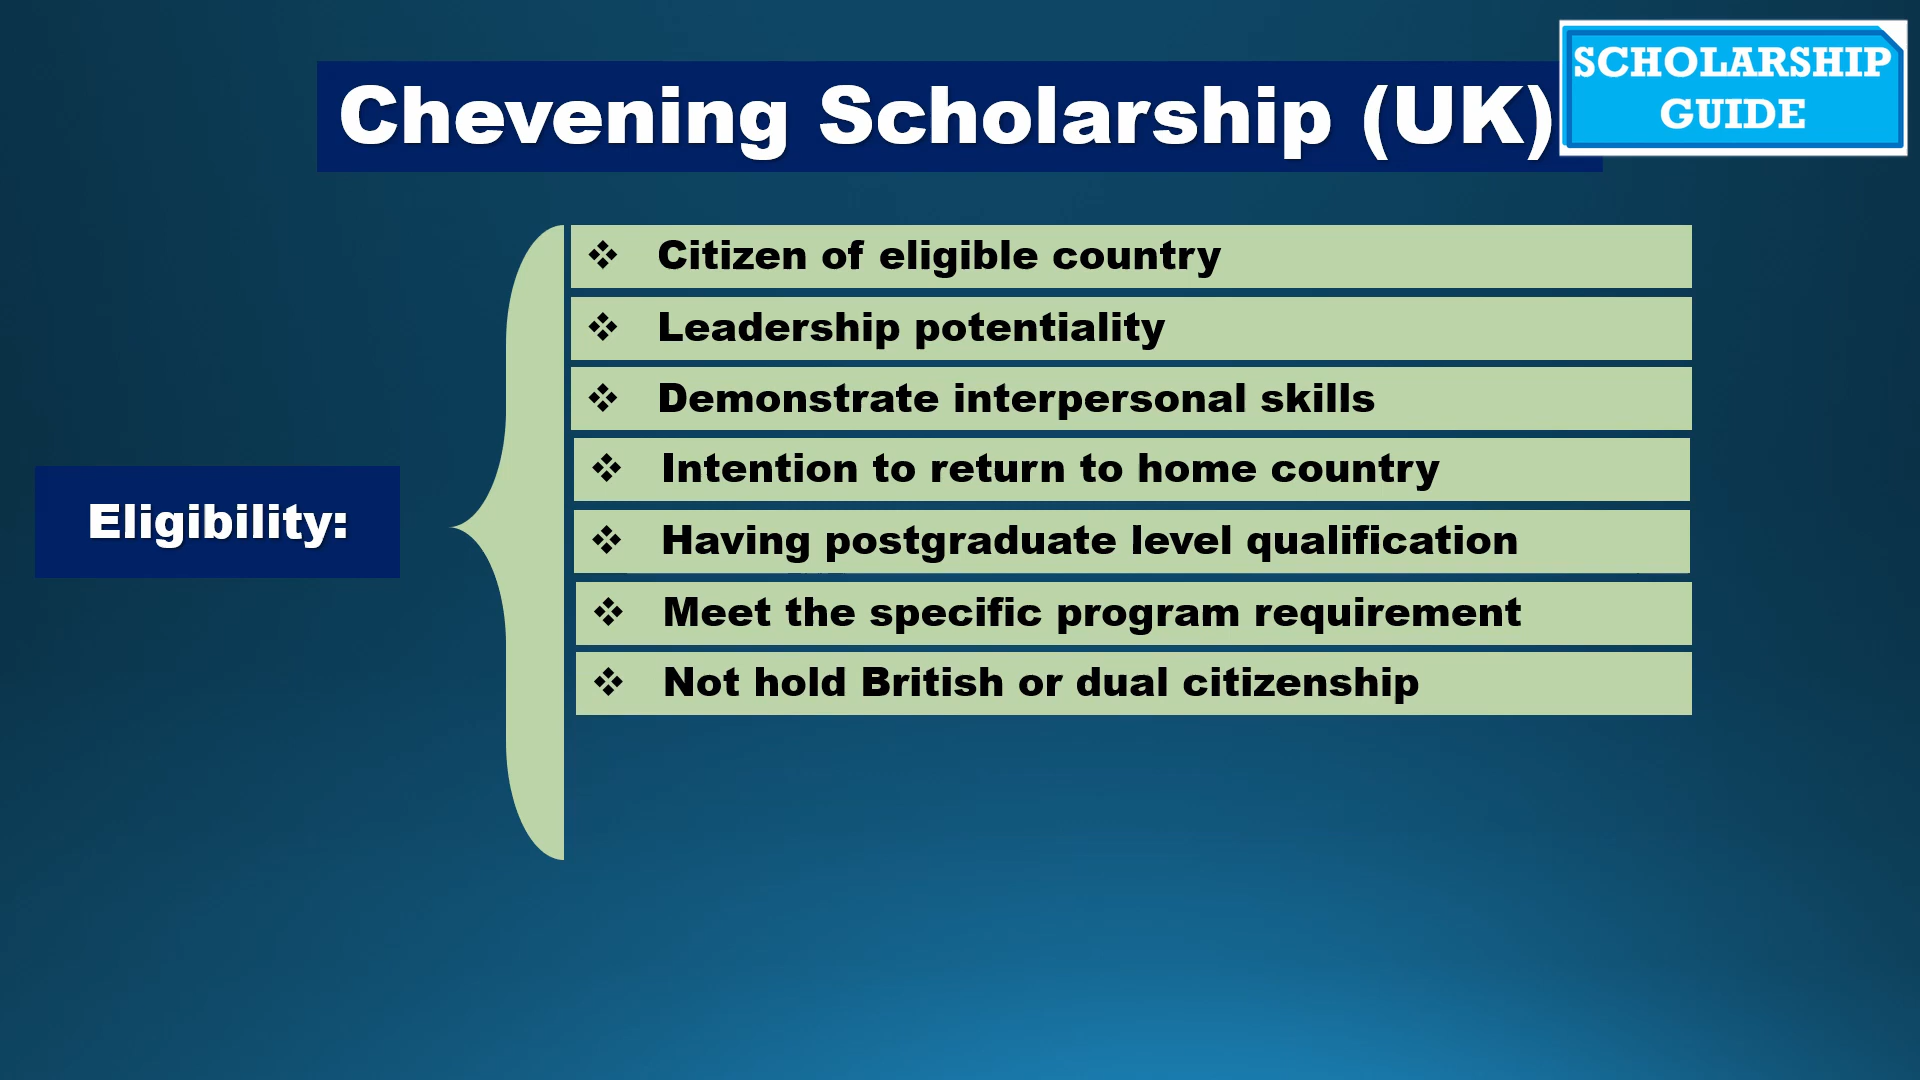 Chevening Scholarship (UK)
SCHOLARSHIP
GUIDE
Eligibility:
❖ Citizen of eligible country
❖ Leadership potentiality
❖ Demonstrate interpersonal skills
❖ Intention to return to home country
❖ Having postgraduate level qualification
❖ Meet the specific program requirement
❖ Not hold British or dual citizenship